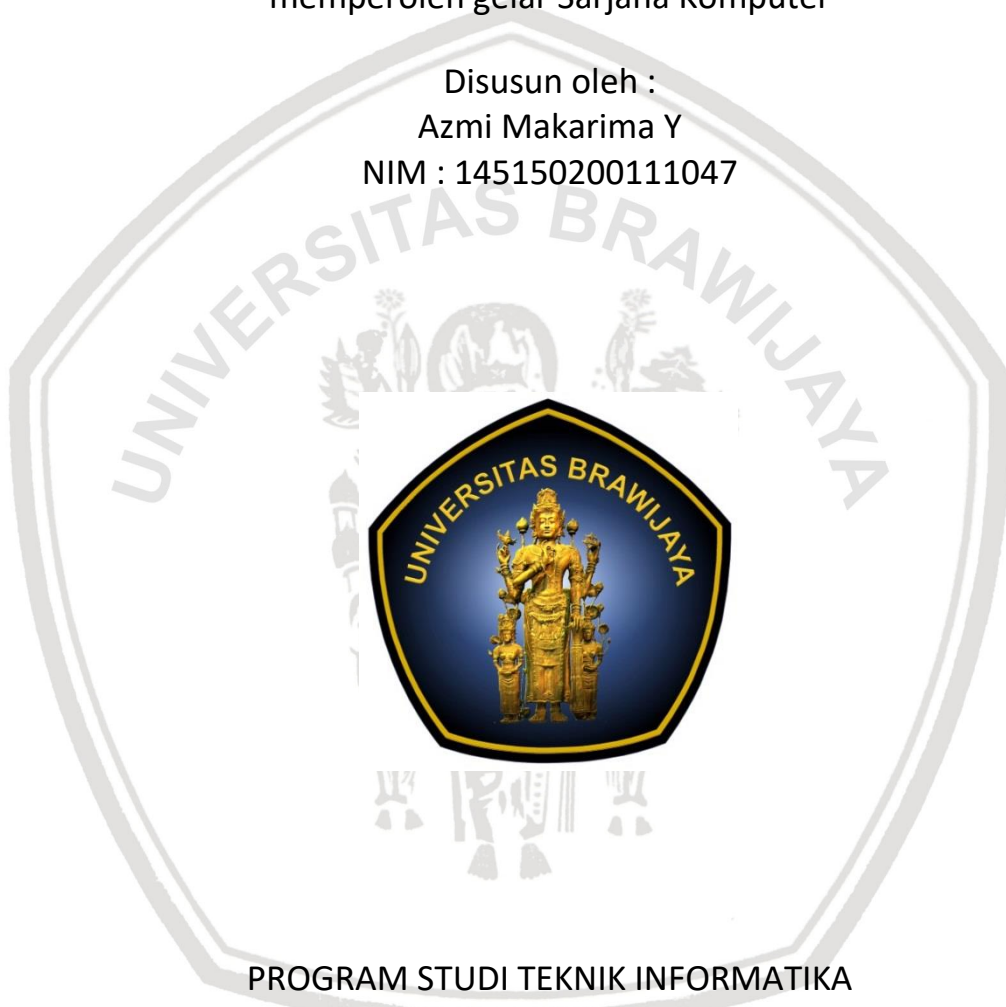 memperoleh gelar Sarjana Komputer
Disusun oleh :
Azmi Makarima Y
NIM : 145150200111047
UNIVERSITAS BRAWIJAYA
UNIVERSITAS BRAWIJAYA
PROGRAM STUDI TEKNIK INFORMATIKA